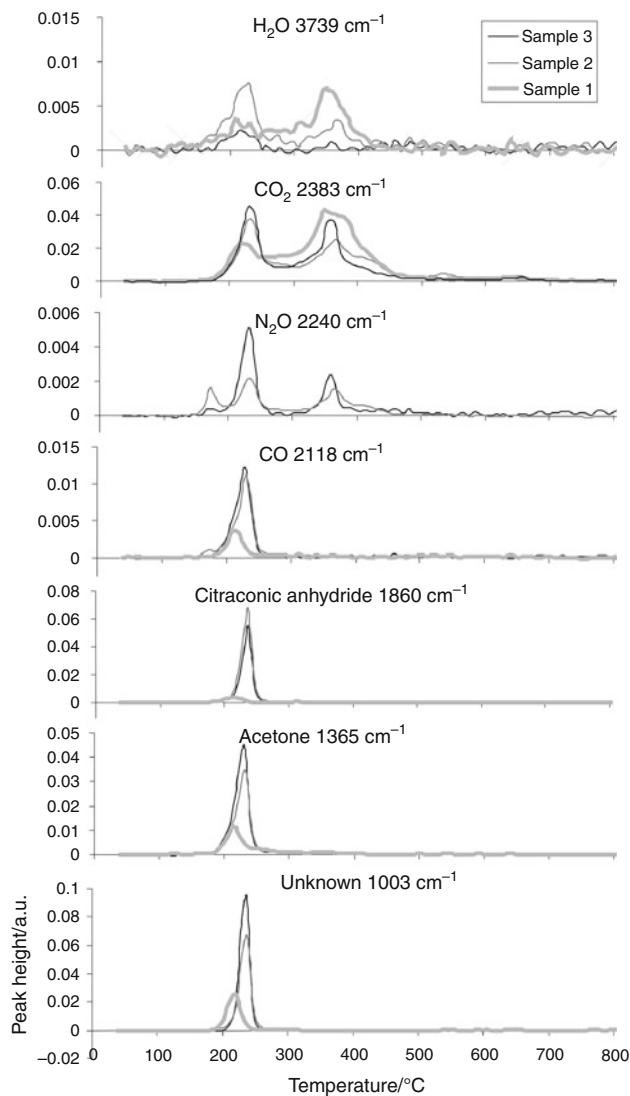 H₂O 3739 cm⁻¹
Sample 3
Sample 2
Sample 1
0.015
0.01
0.005
0
CO₂ 2383 cm⁻¹
0.06
0.04
0.02
0
N₂O 2240 cm⁻¹
0.006
0.004
0.002
0
CO 2118 cm⁻¹
0.015
0.01
0.005
0
Citraconic anhydride 1860 cm⁻¹
0.08
0.06
0.04
0.02
0
Acetone 1365 cm⁻¹
0.05
0.04
0.03
0.02
0.01
0
Unknown 1003 cm⁻¹
0.1
0.08
0.06
0.04
0.02
0
–0.02
Peak height/a.u.
0 100 200 300 400 500 600 700 800
Temperature/°C